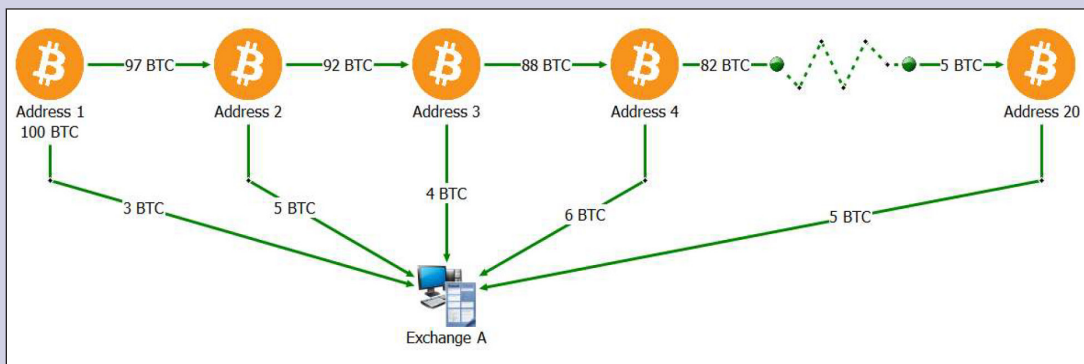 97 BTC
92 BTC
88 BTC
82 BTC
5 BTC
Address 1
100 BTC
Address 2
Address 3
Address 4
Address 20
3 BTC
5 BTC
4 BTC
6 BTC
5 BTC
Exchange A